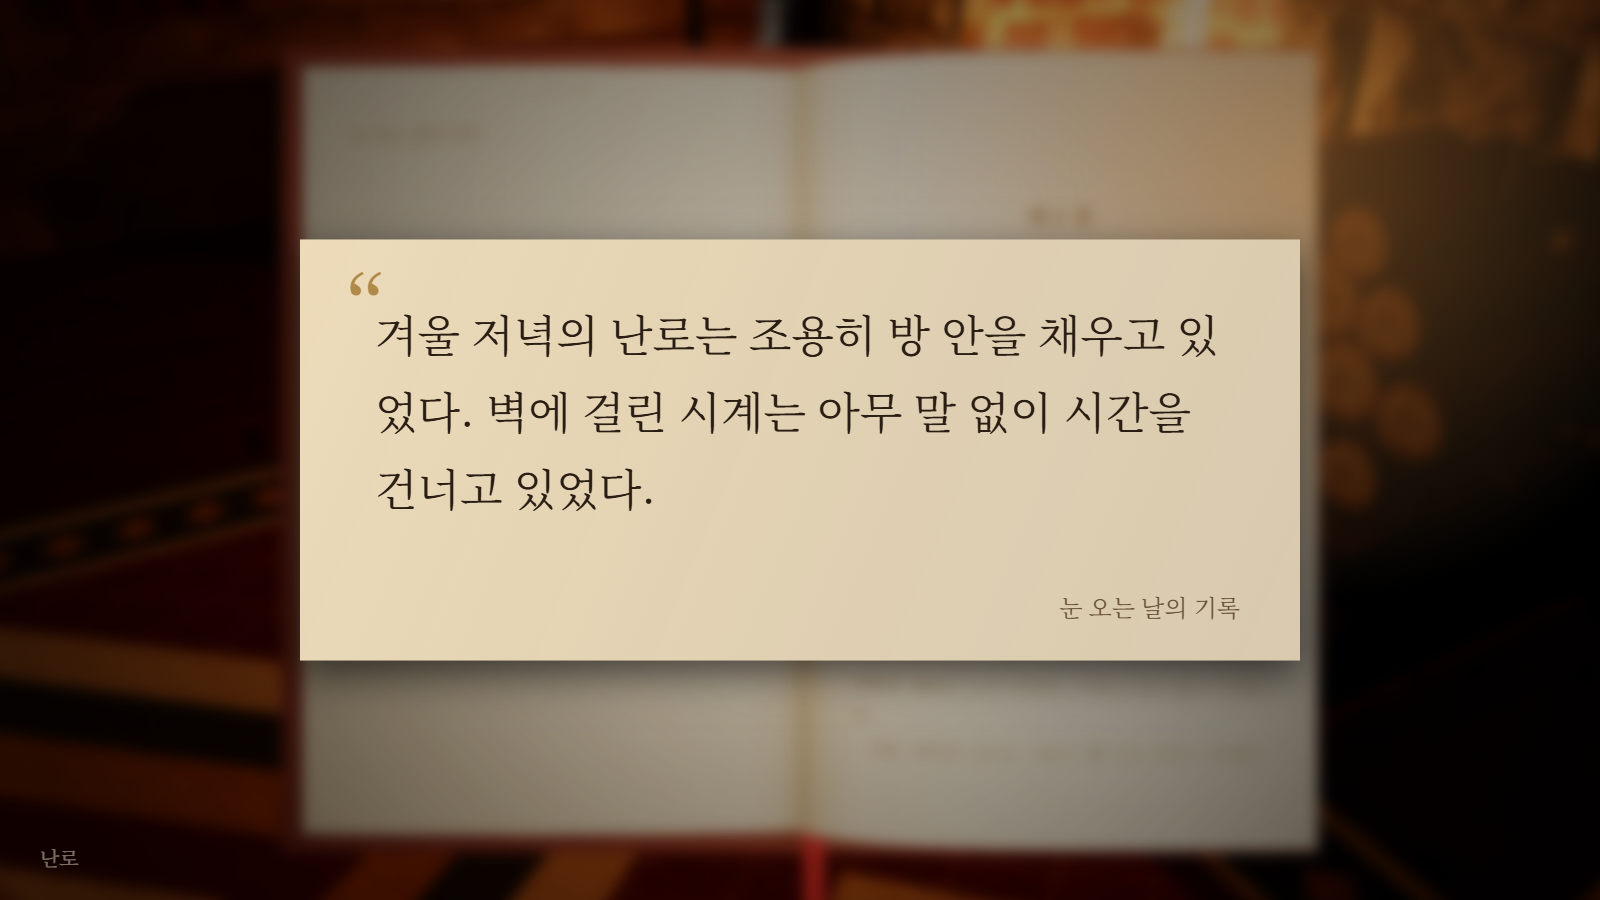 “
겨울 저녁의 난로는 조용히 방 안을 채우고 있
었다. 벽에 걸린 시계는 아무 말 없이 시간을
건너고 있었다.
눈 오는 날의 기록
난로